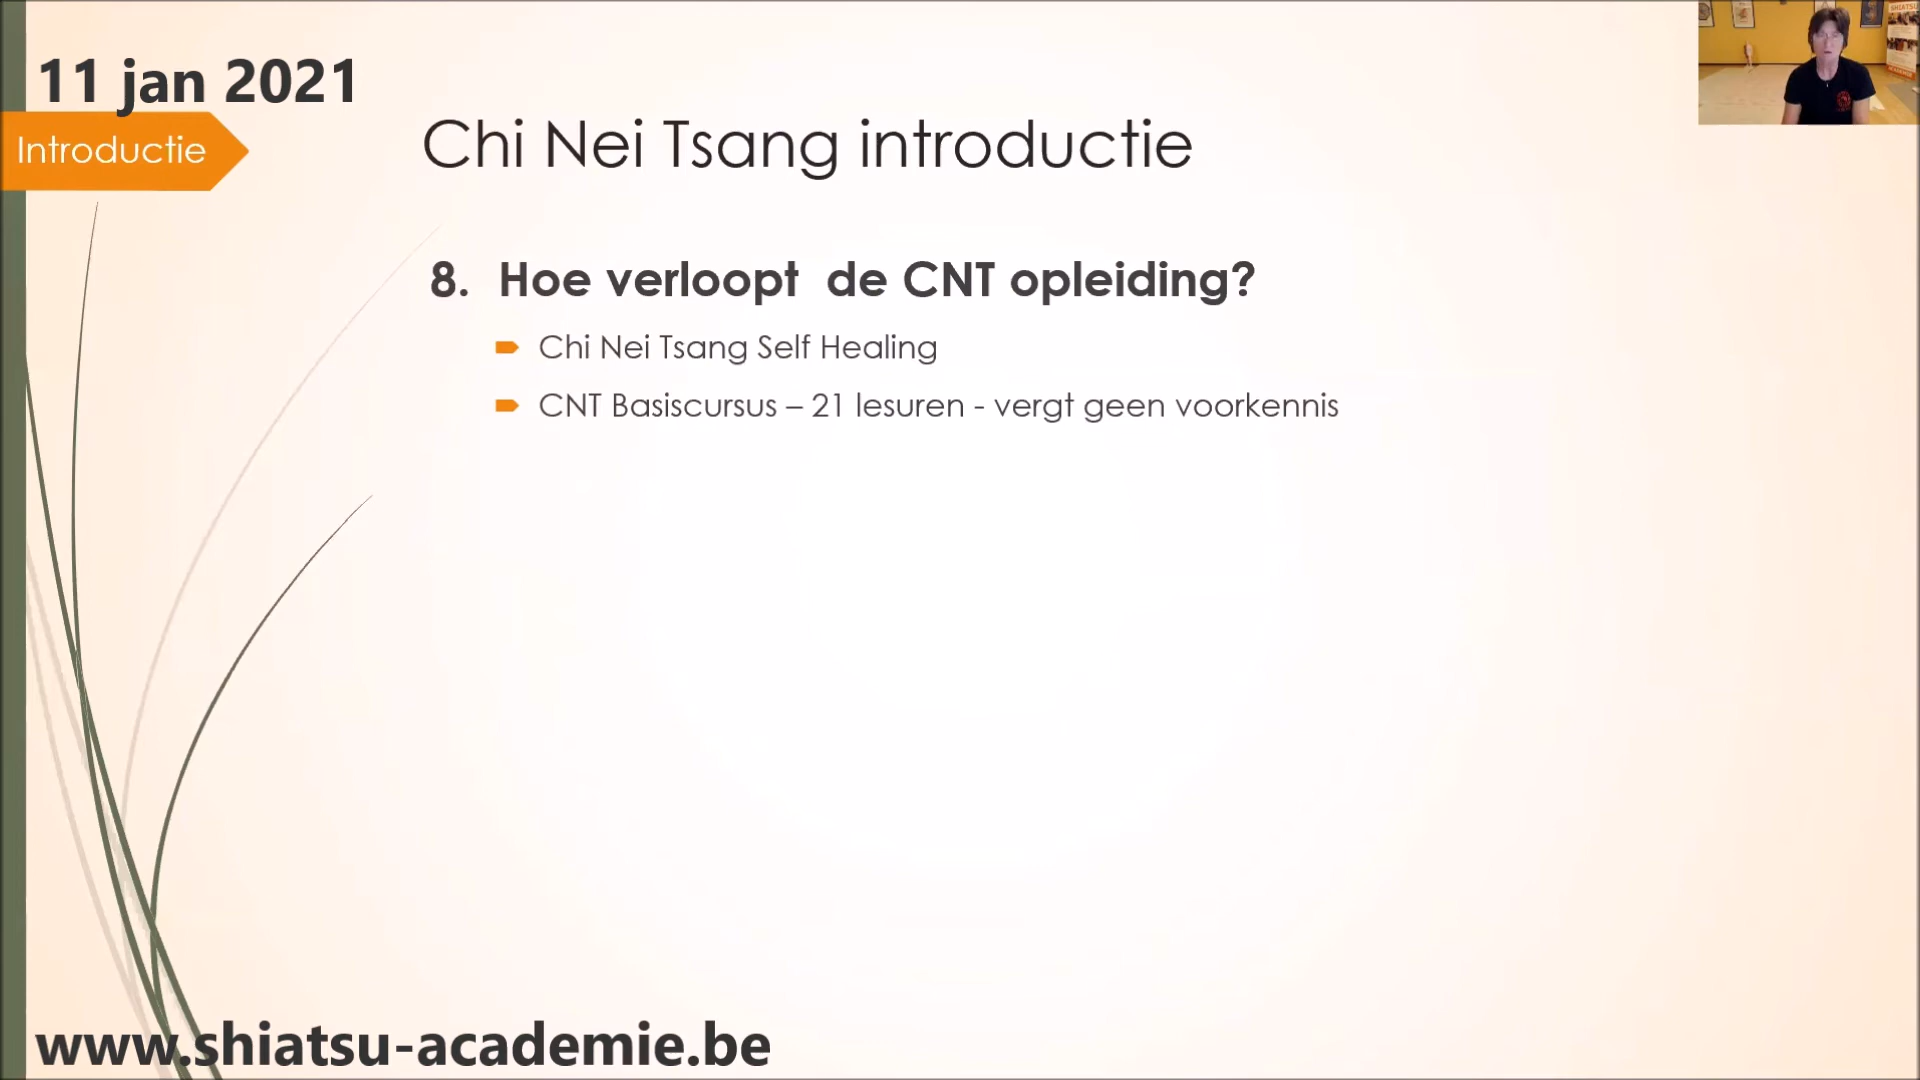 11 jan 2021
Introductie
Chi Nei Tsang introductie
8. Hoe verloopt de CNT opleiding?
Chi Nei Tsang Self Healing
CNT Basiscursus – 21 lesuren - vergt geen voorkennis
www.shiatsu-academie.be
SHIATSU